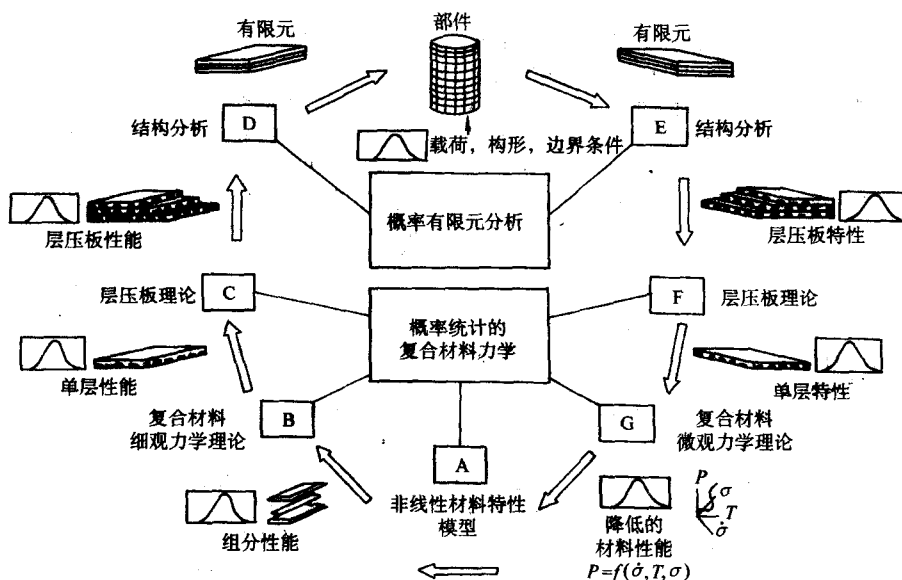 有限元
部件
有限元
结构分析
D
E
结构分析
载荷，构形，边界条件
概率有限元分析
层压板性能
层压板特性
层压板理论
C
F
层压板理论
概率统计的
复合材料力学
单层性能
单层特性
复合材料
细观力学理论
B
G
复合材料
微观力学理论
A
非线性材料特性
模型
组分性能
降低的
材料性能
P=f(σ̇,T,σ)
P
σ
T
σ̇